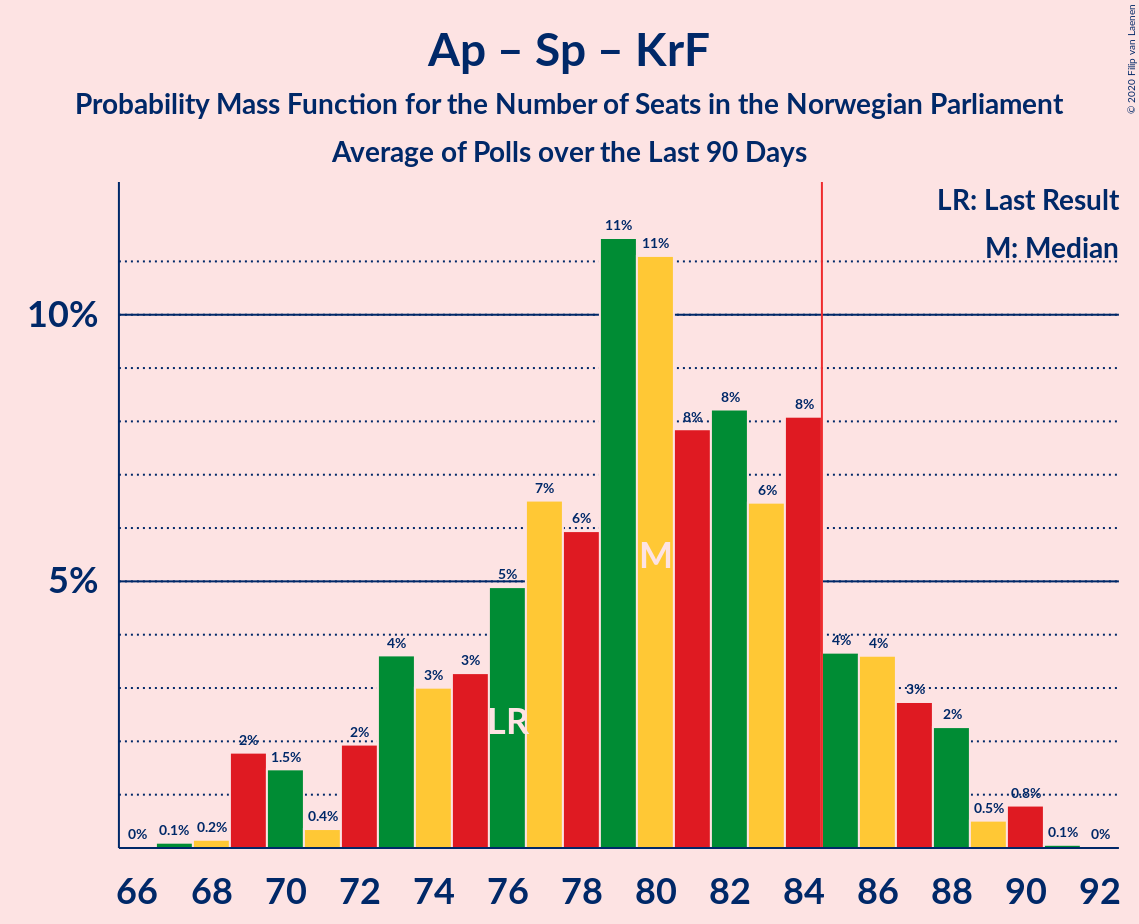 © 2020 Filip van Laenen
Ap – Sp – KrF
Probability Mass Function for the Number of Seats in the Norwegian Parliament
Average of Polls over the Last 90 Days
LR: Last Result
M: Median
10%
5%
0% 0.1% 0.2% 2% 1.5% 0.4% 2% 4% 3% 3% 5% 7% 6% 11% 11% 8% 8% 6% 8% 4% 4% 3% 2% 0.5% 0.8% 0.1% 0%
LR
M
66 68 70 72 74 76 78 80 82 84 86 88 90 92